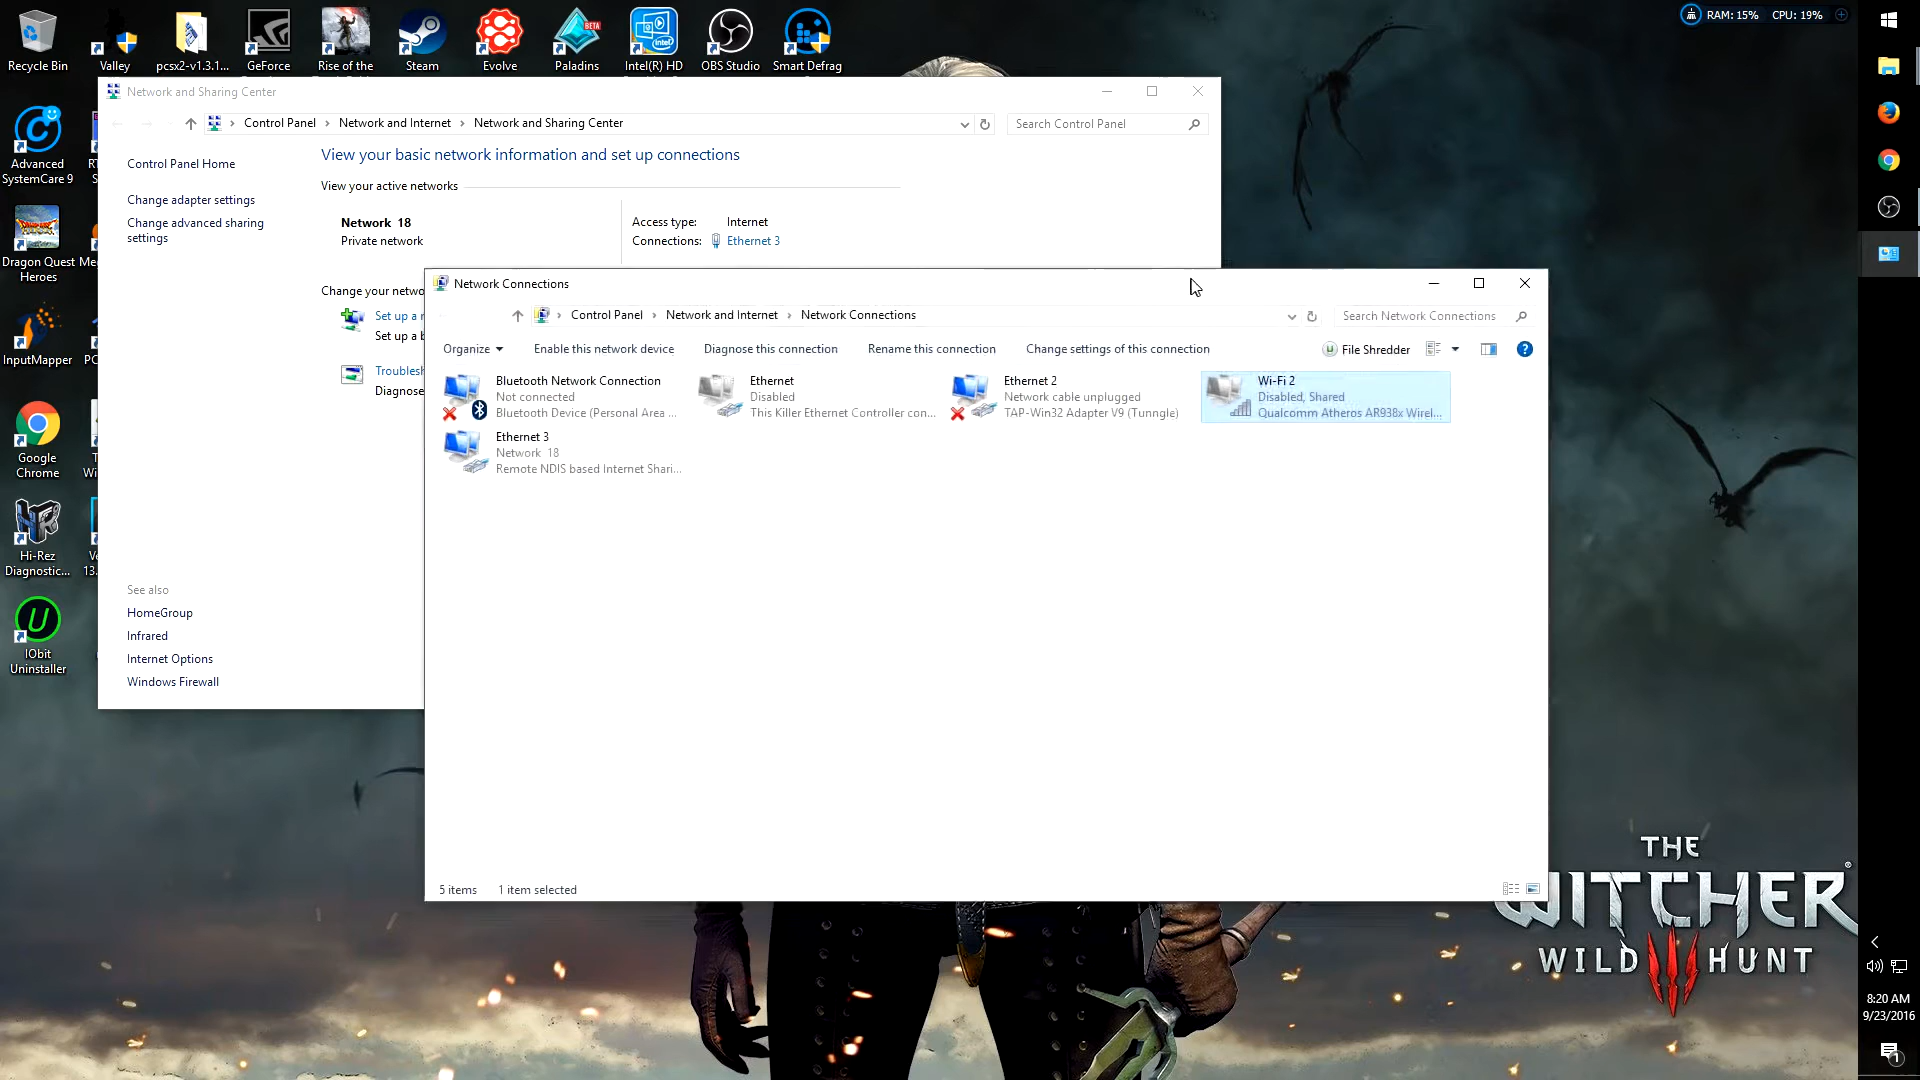 RAM: 15% CPU: 19%
Recycle Bin
Valley
pcsx2-v1.3.1...
GeForce
Rise of the
Steam
Evolve
BETA
Paladins
intel HD
Intel(R) HD
OBS Studio
Smart Defrag
Advanced
SystemCare 9
Dragon Quest
Heroes
InputMapper
Google
Chrome
Hi-Rez
Diagnostic...
IObit
Uninstaller
Network and Sharing Center
Control Panel > Network and Internet > Network and Sharing Center
Search Control Panel
Control Panel Home
Change adapter settings
Change advanced sharing
settings
View your basic network information and set up connections
View your active networks
Network 18
Private network
Access type: Internet
Connections: Ethernet 3
Change your netwo
Set up a
Set up a b
Troublesh
Diagnose
See also
HomeGroup
Infrared
Internet Options
Windows Firewall
Network Connections
Control Panel > Network and Internet > Network Connections
Search Network Connections
Organize
Enable this network device
Diagnose this connection
Rename this connection
Change settings of this connection
File Shredder
Bluetooth Network Connection
Not connected
Bluetooth Device (Personal Area ...
Ethernet
Disabled
This Killer Ethernet Controller con...
Ethernet 2
Network cable unplugged
TAP-Win32 Adapter V9 (Tunngle)
Wi-Fi 2
Disabled, Shared
Qualcomm Atheros AR938x Wirel...
Ethernet 3
Network 18
Remote NDIS based Internet Shari...
5 items
1 item selected
THE
WITCHER
WILD HUNT
8:20 AM
9/23/2016
1